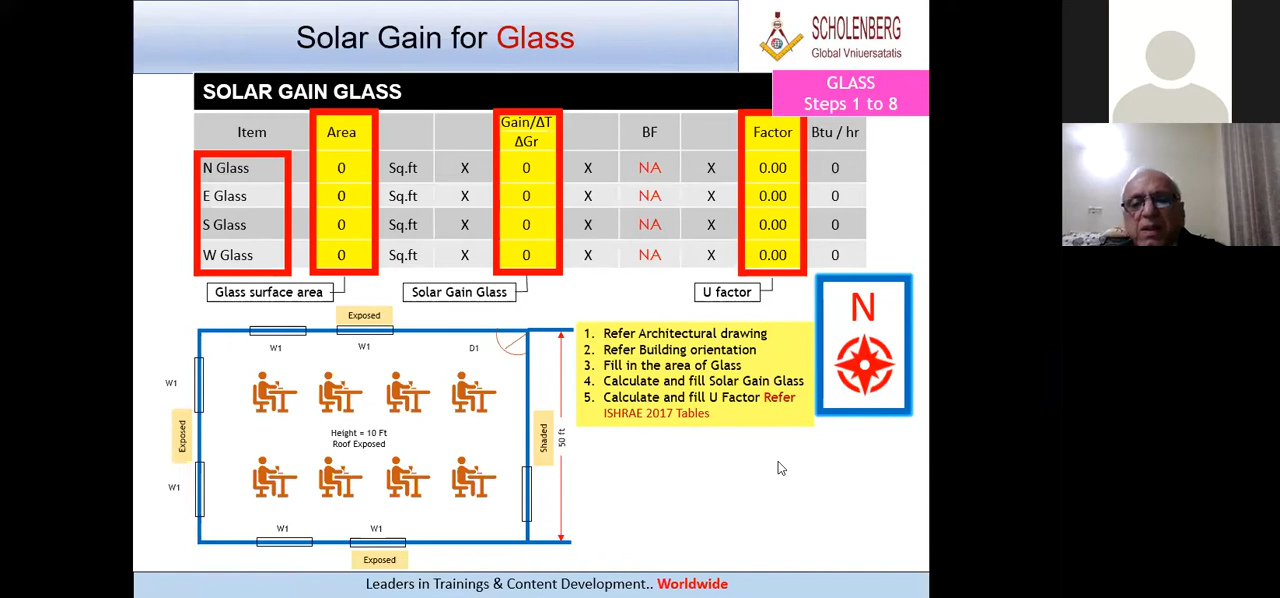 Solar Gain for Glass
SCHOLENBERG
Global Vniuersatatis
GLASS
Steps 1 to 8
SOLAR GAIN GLASS
Item Area Gain/ΔT ΔGr BF Factor Btu / hr
N Glass 0 Sq.ft X 0 X NA X 0.00 0
E Glass 0 Sq.ft X 0 X NA X 0.00 0
S Glass 0 Sq.ft X 0 X NA X 0.00 0
W Glass 0 Sq.ft X 0 X NA X 0.00 0
Glass surface area Solar Gain Glass U factor
Exposed
W1 W1 D1
W1
Exposed
W1
Height = 10 Ft
Roof Exposed
Shaded
50 ft
W1 W1
Exposed
1. Refer Architectural drawing
2. Refer Building orientation
3. Fill in the area of Glass
4. Calculate and fill Solar Gain Glass
5. Calculate and fill U Factor Refer
ISHRAE 2017 Tables
N
Leaders in Trainings & Content Development.. Worldwide